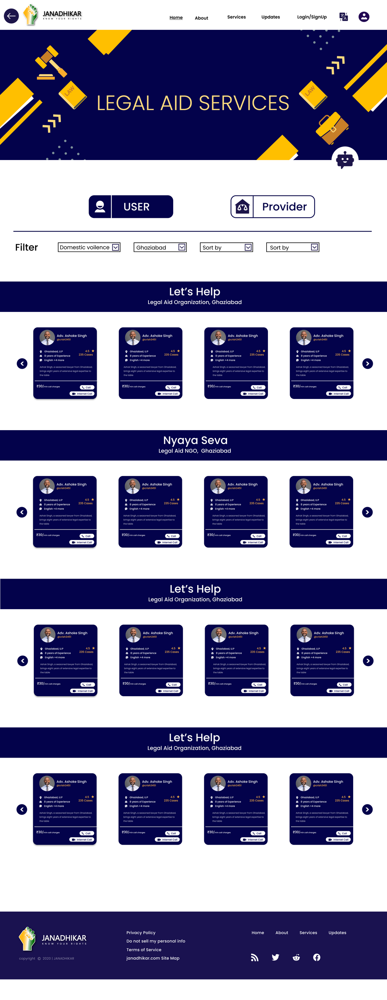 JANADHIKAR
KNOW YOUR RIGHTS
Home About Services Updates Login/SignUp
LAW
LAW
LEGAL AID SERVICES
USER
Provider
Filter
Domestic voilence
Ghaziabad
Sort by
Sort by
Let's Help
Legal Aid Organization, Ghaziabad
Adv. Ashoke Singh
@crish3451
Ghaziabad, U.P
4.5
8 years of Experience
235 Cases
English +4 more
Ashok Singh, a seasoned lawyer from Ghaziabad,
brings eight years of extensive legal expertise to
the table
₹30/min call charges
Call
Internet Call
Adv. Ashoke Singh
@crish3451
Ghaziabad, U.P
4.5
8 years of Experience
235 Cases
English +4 more
Ashok Singh, a seasoned lawyer from Ghaziabad,
brings eight years of extensive legal expertise to
the table
₹30/min call charges
Call
Internet Call
Adv. Ashoke Singh
@crish3451
Ghaziabad, U.P
4.5
8 years of Experience
235 Cases
English +4 more
Ashok Singh, a seasoned lawyer from Ghaziabad,
brings eight years of extensive legal expertise to
the table
₹30/min call charges
Call
Internet Call
Adv. Ashoke Singh
@crish3451
Ghaziabad, U.P
4.5
8 years of Experience
235 Cases
English +4 more
Ashok Singh, a seasoned lawyer from Ghaziabad,
brings eight years of extensive legal expertise to
the table
₹30/min call charges
Call
Internet Call
Nyaya Seva
Legal Aid NGO, Ghaziabad
Adv. Ashoke Singh
@crish3451
Ghaziabad, U.P
4.5
8 years of Experience
235 Cases
English +4 more
Ashok Singh, a seasoned lawyer from Ghaziabad,
brings eight years of extensive legal expertise to
the table
₹30/min call charges
Call
Internet Call
Adv. Ashoke Singh
@crish3451
Ghaziabad, U.P
4.5
8 years of Experience
235 Cases
English +4 more
Ashok Singh, a seasoned lawyer from Ghaziabad,
brings eight years of extensive legal expertise to
the table
₹30/min call charges
Call
Internet Call
Adv. Ashoke Singh
@crish3451
Ghaziabad, U.P
4.5
8 years of Experience
235 Cases
English +4 more
Ashok Singh, a seasoned lawyer from Ghaziabad,
brings eight years of extensive legal expertise to
the table
₹30/min call charges
Call
Internet Call
Adv. Ashoke Singh
@crish3451
Ghaziabad, U.P
4.5
8 years of Experience
235 Cases
English +4 more
Ashok Singh, a seasoned lawyer from Ghaziabad,
brings eight years of extensive legal expertise to
the table
₹30/min call charges
Call
Internet Call
Let's Help
Legal Aid Organization, Ghaziabad
Adv. Ashoke Singh
@crish3451
Ghaziabad, U.P
4.5
8 years of Experience
235 Cases
English +4 more
Ashok Singh, a seasoned lawyer from Ghaziabad,
brings eight years of extensive legal expertise to
the table
₹30/min call charges
Call
Internet Call
Adv. Ashoke Singh
@crish3451
Ghaziabad, U.P
4.5
8 years of Experience
235 Cases
English +4 more
Ashok Singh, a seasoned lawyer from Ghaziabad,
brings eight years of extensive legal expertise to
the table
₹30/min call charges
Call
Internet Call
Adv. Ashoke Singh
@crish3451
Ghaziabad, U.P
4.5
8 years of Experience
235 Cases
English +4 more
Ashok Singh, a seasoned lawyer from Ghaziabad,
brings eight years of extensive legal expertise to
the table
₹30/min call charges
Call
Internet Call
Adv. Ashoke Singh
@crish3451
Ghaziabad, U.P
4.5
8 years of Experience
235 Cases
English +4 more
Ashok Singh, a seasoned lawyer from Ghaziabad,
brings eight years of extensive legal expertise to
the table
₹30/min call charges
Call
Internet Call
Let's Help
Legal Aid Organization, Ghaziabad
Adv. Ashoke Singh
@crish3451
Ghaziabad, U.P
4.5
8 years of Experience
235 Cases
English +4 more
Ashok Singh, a seasoned lawyer from Ghaziabad,
brings eight years of extensive legal expertise to
the table
₹30/min call charges
Call
Internet Call
Adv. Ashoke Singh
@crish3451
Ghaziabad, U.P
4.5
8 years of Experience
235 Cases
English +4 more
Ashok Singh, a seasoned lawyer from Ghaziabad,
brings eight years of extensive legal expertise to
the table
₹30/min call charges
Call
Internet Call
Adv. Ashoke Singh
@crish3451
Ghaziabad, U.P
4.5
8 years of Experience
235 Cases
English +4 more
Ashok Singh, a seasoned lawyer from Ghaziabad,
brings eight years of extensive legal expertise to
the table
₹30/min call charges
Call
Internet Call
Adv. Ashoke Singh
@crish3451
Ghaziabad, U.P
4.5
8 years of Experience
235 Cases
English +4 more
Ashok Singh, a seasoned lawyer from Ghaziabad,
brings eight years of extensive legal expertise to
the table
₹30/min call charges
Call
Internet Call
JANADHIKAR
KNOW YOUR RIGHTS
copyright © 2020 | JANADHIKAR
Privacy Policy
Do not sell my personal info
Terms of Service
janadhikar.com Site Map
Home About Services Updates